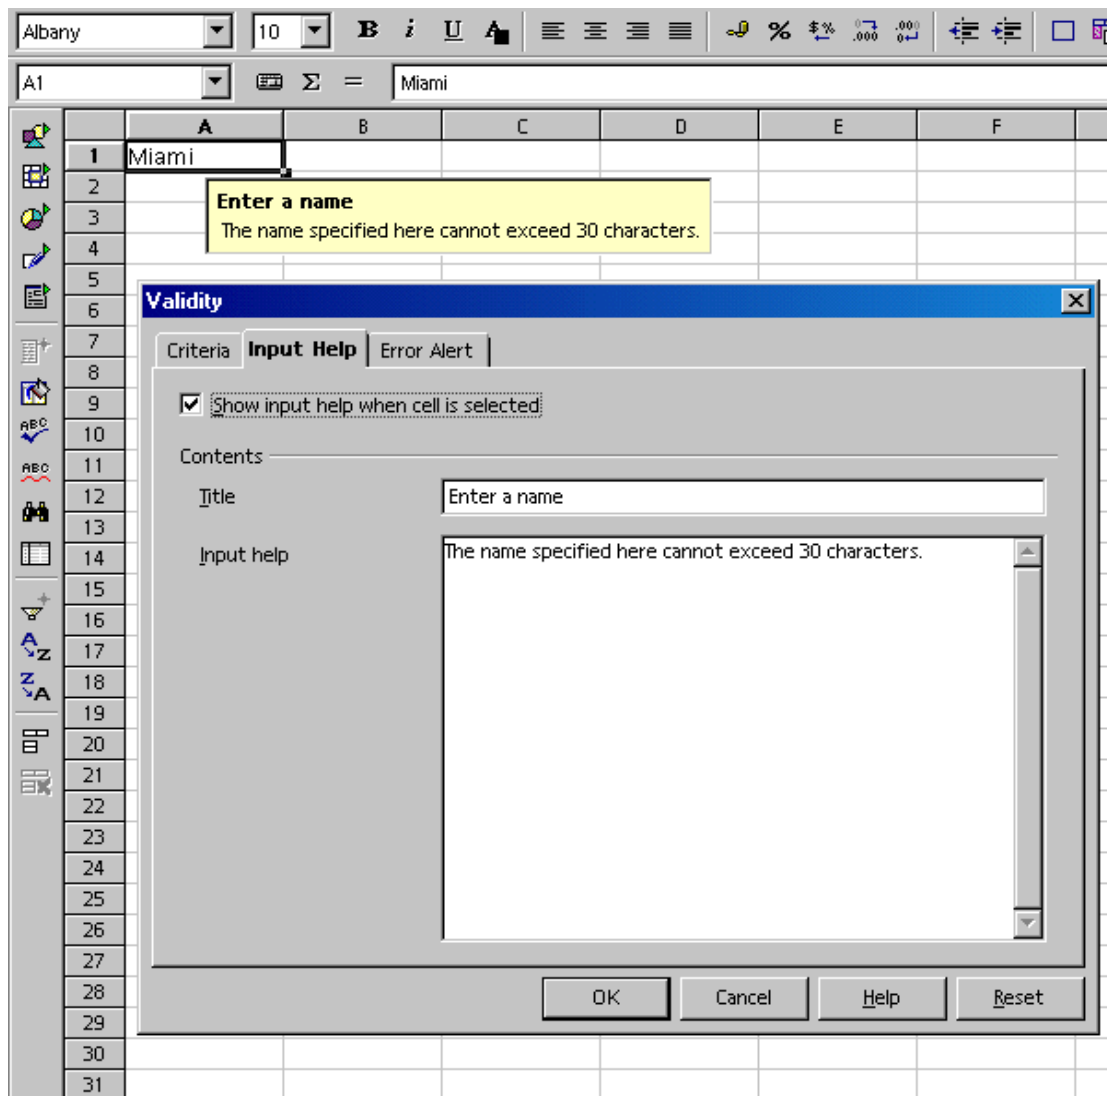 Albany 10 B i U A % $% .000 .000
A1 Σ = Miami
A B C D E F
1 Miami
2
Enter a name
3
The name specified here cannot exceed 30 characters.
4
5
Validity
6
7
Criteria Input Help Error Alert
8
9 Show input help when cell is selected
ABC
10
11 Contents
ABC
12 Title Enter a name
13
14 Input help The name specified here cannot exceed 30 characters.
15
16
A
Z
17
Z
A
18
19
20
21
22
23
24
25
26
27
28 OK Cancel Help Reset
29
30
31